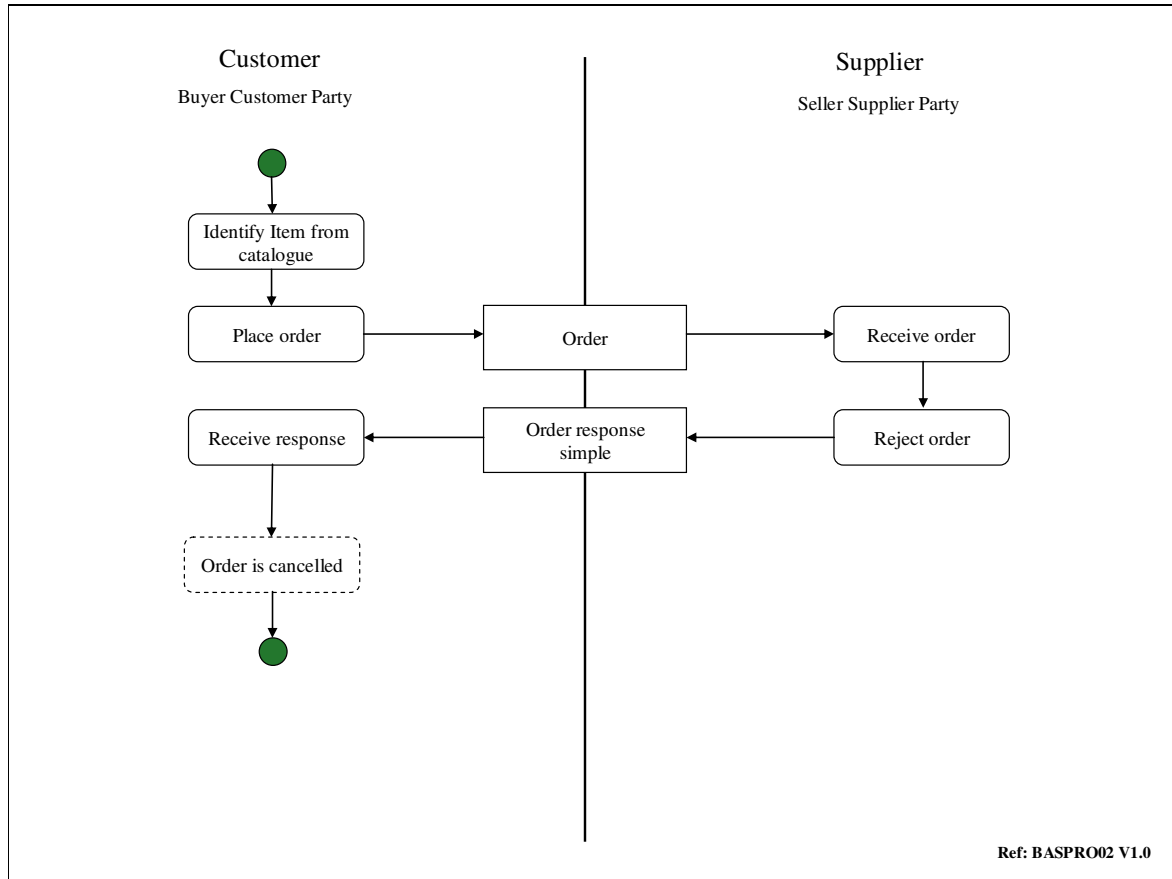 Customer
Buyer Customer Party
Supplier
Seller Supplier Party
Identify Item from
catalogue
Place order
Order
Receive order
Receive response
Order response
simple
Reject order
Order is cancelled
Ref: BASPRO02 V1.0